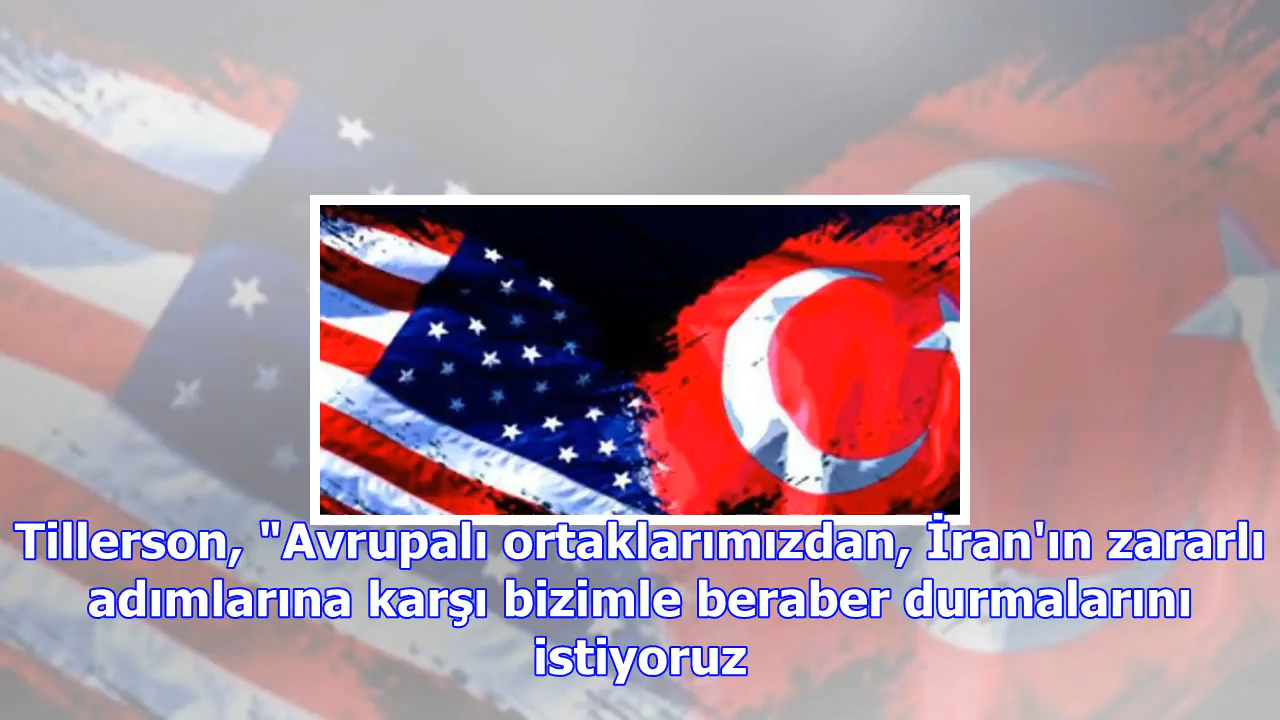 Tillerson, "Avrupalı ortaklarımızdan, İran'ın zararlı
adımlarına karşı bizimle beraber durmalarını
istiyoruz